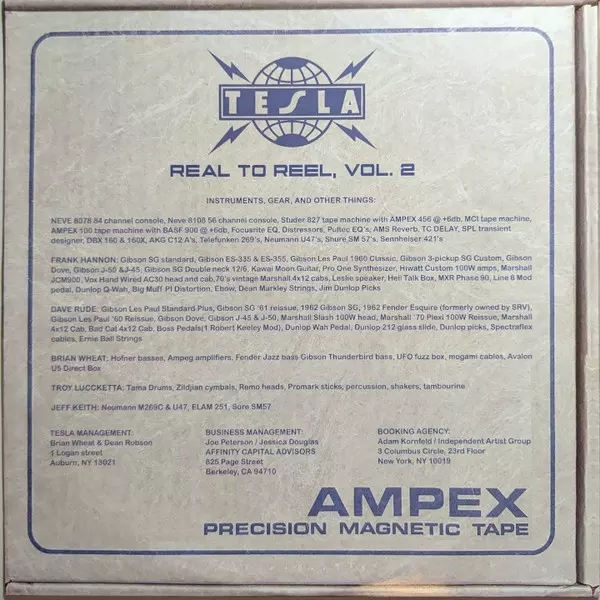 TESLA
REAL TO REEL, VOL. 2
INSTRUMENTS, GEAR, AND OTHER THINGS:
NEVE 8078 84 channel console, Neve 8108 56 channel console, Studer 827 tape machine with AMPEX 456 @ +6db, MCI tape machine,
AMPEX 100 tape machine with BASF 900 @ +6db, Focusrite EQ, Distressors, Pultec EQ's, AMS Reverb, TC DELAY, SPL transient
designer, DBX 160 & 160X, AKG C12 A's, Telefunken 269's, Neumann U47's, Shure SM 57's, Sennheiser 421's
FRANK HANNON: Gibson SG standard, Gibson ES-335 & ES-355, Gibson Les Paul 1960 Classic, Gibson 3-pickup SG Custom, Gibson
Dove, Gibson J-50 &J-45, Gibson SG Double neck 12/6, Kawai Moon Guitar, Pro One Synthesizer, Hiwatt Custom 100W amps, Marshall
JCM900, Vox Hand Wired AC30 head and cab, 70's vintage Marshall 4x12 cabs, Leslie speaker, Heil Talk Box, MXR Phase 90, Line 6 Mod
pedal, Dunlop Q-Wah, Big Muff PI Distortion, Ebow, Dean Markley Strings, Jim Dunlop Picks
DAVE RUDE: Gibson Les Paul Standard Plus, Gibson SG '61 reissue, 1962 Gibson SG, 1962 Fender Esquire (formerly owned by SRV),
Gibson Les Paul '60 Reissue, Gibson Dove, Gibson J-45 & J-50, Marshall Slash 100W head, Marshall '70 Plexi 100W Reissue, Marshall
4x12 Cab, Bad Cat 4x12 Cab, Boss Pedals(1 Robert Keeley Mod), Dunlop Wah Pedal, Dunlop 212 glass slide, Dunlop picks, Spectraflex
cables, Ernie Ball Strings
BRIAN WHEAT: Hofner basses, Ampeg amplifiers, Fender Jazz bass Gibson Thunderbird bass, UFO fuzz box, mogami cables, Avalon
U5 Direct Box
TROY LUCCKETTA: Tama Drums, Zildjian cymbals, Remo heads, Promark sticks, percussion, shakers, tambourine
JEFF KEITH: Neumann M269C & U47, ELAM 251, Sure SM57
TESLA MANAGEMENT:
Brian Wheat & Dean Robson
1 Logan street
Auburn, NY 13021
BUSINESS MANAGEMENT:
Joe Peterson / Jessica Douglas
AFFINITY CAPITAL ADVISORS
825 Page Street
Berkeley, CA 94710
BOOKING AGENCY:
Adam Kornfeld / Independent Artist Group
3 Columbus Circle, 23rd Floor
New York, NY 10019
AMPEX
PRECISION MAGNETIC TAPE